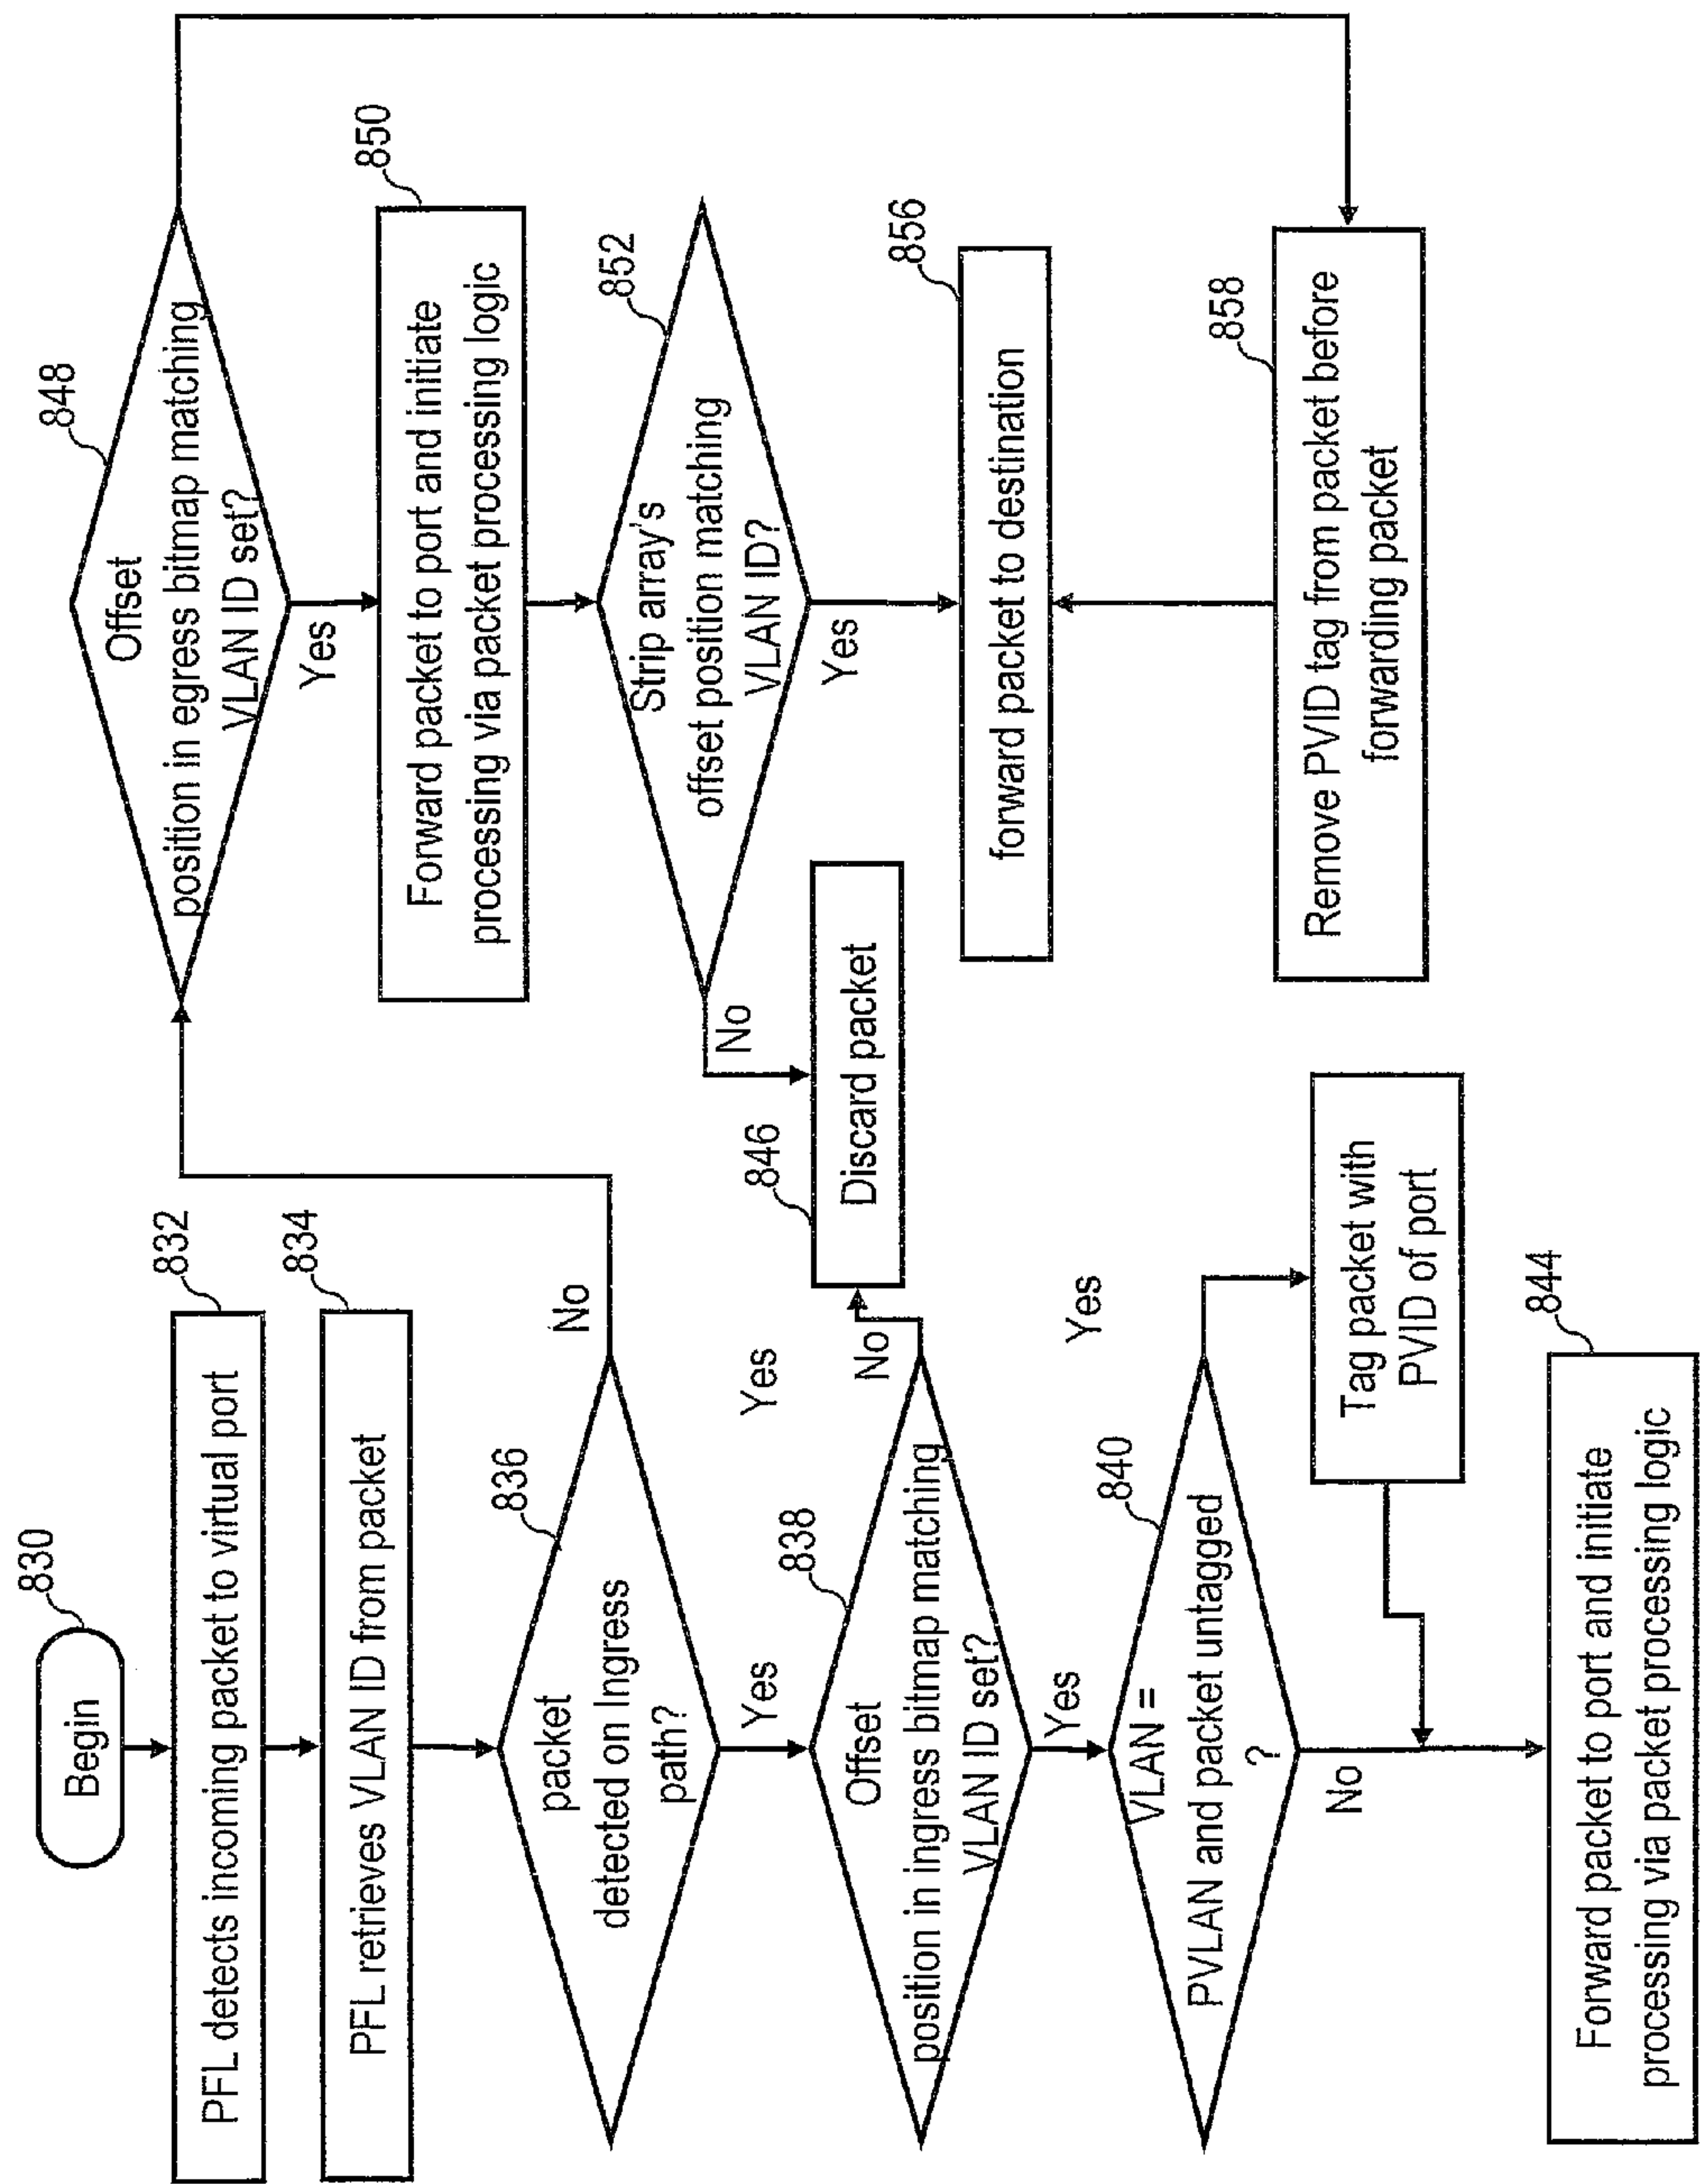 830
Begin
832
PFL detects incoming packet to virtual port
834
PFL retrieves VLAN ID from packet
836
packet
detected on Ingress
path?
No
Yes
Yes
838
Offset
position in ingress bitmap matching
VLAN ID set?
No
Yes
846
Discard packet
840
VLAN =
PVLAN and packet untagged
?
Yes
No
Tag packet with
PVID of port
844
Forward packet to port and initiate
processing via packet processing logic
848
Offset
position in egress bitmap matching
VLAN ID set?
Yes
850
Forward packet to port and initiate
processing via packet processing logic
852
Strip array's
offset position matching
VLAN ID?
No
Yes
856
forward packet to destination
858
Remove PVID tag from packet before
forwarding packet